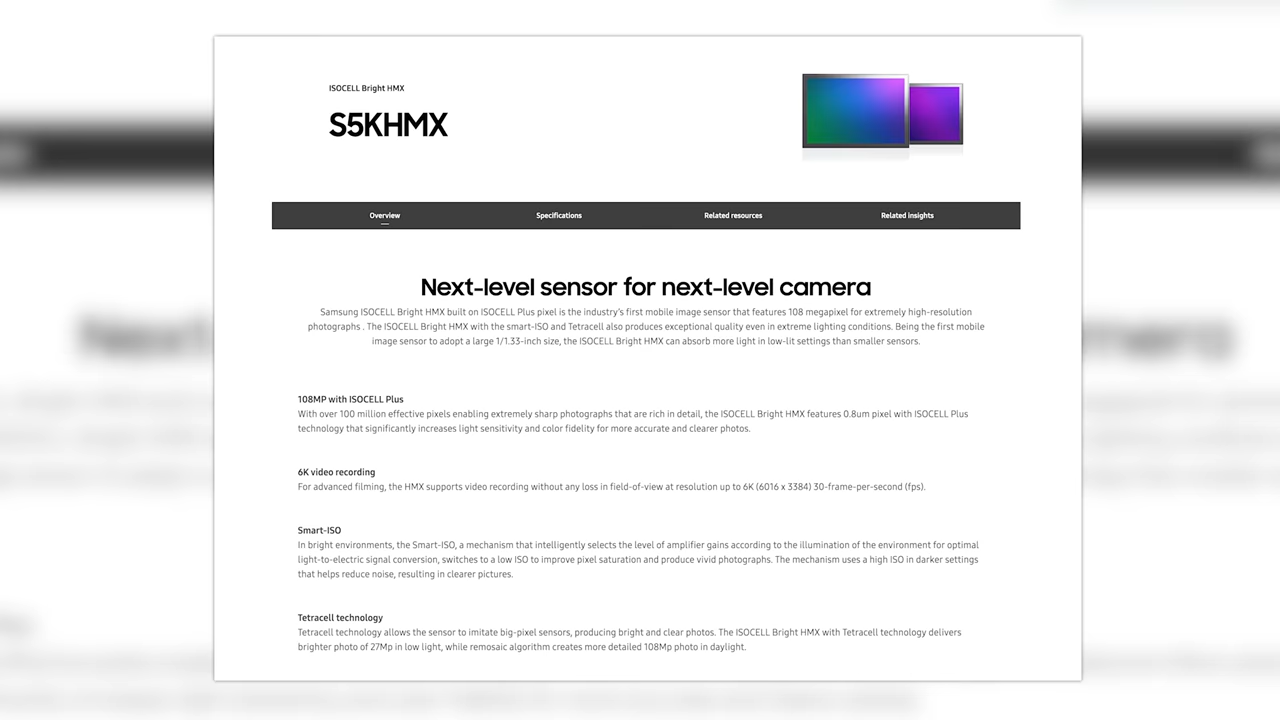 ISOCELL Bright HMX
S5KHMX
Overview
Specifications
Related resources
Related insights
Next-level sensor for next-level camera
Samsung ISOCELL Bright HMX built on ISOCELL Plus pixel is the industry's first mobile image sensor that features 108 megapixel for extremely high-resolution
photographs . The ISOCELL Bright HMX with the smart-ISO and Tetracell also produces exceptional quality even in extreme lighting conditions. Being the first mobile
image sensor to adopt a large 1/1.33-inch size, the ISOCELL Bright HMX can absorb more light in low-lit settings than smaller sensors.
108MP with ISOCELL Plus
With over 100 million effective pixels enabling extremely sharp photographs that are rich in detail, the ISOCELL Bright HMX features 0.8um pixel with ISOCELL Plus
technology that significantly increases light sensitivity and color fidelity for more accurate and clearer photos.
6K video recording
For advanced filming, the HMX supports video recording without any loss in field-of-view at resolution up to 6K (6016 x 3384) 30-frame-per-second (fps).
Smart-ISO
In bright environments, the Smart-ISO, a mechanism that intelligently selects the level of amplifier gains according to the illumination of the environment for optimal
light-to-electric signal conversion, switches to a low ISO to improve pixel saturation and produce vivid photographs. The mechanism uses a high ISO in darker settings
that helps reduce noise, resulting in clearer pictures.
Tetracell technology
Tetracell technology allows the sensor to imitate big-pixel sensors, producing bright and clear photos. The ISOCELL Bright HMX with Tetracell technology delivers
brighter photo of 27Mp in low light, while remosaic algorithm creates more detailed 108Mp photo in daylight.